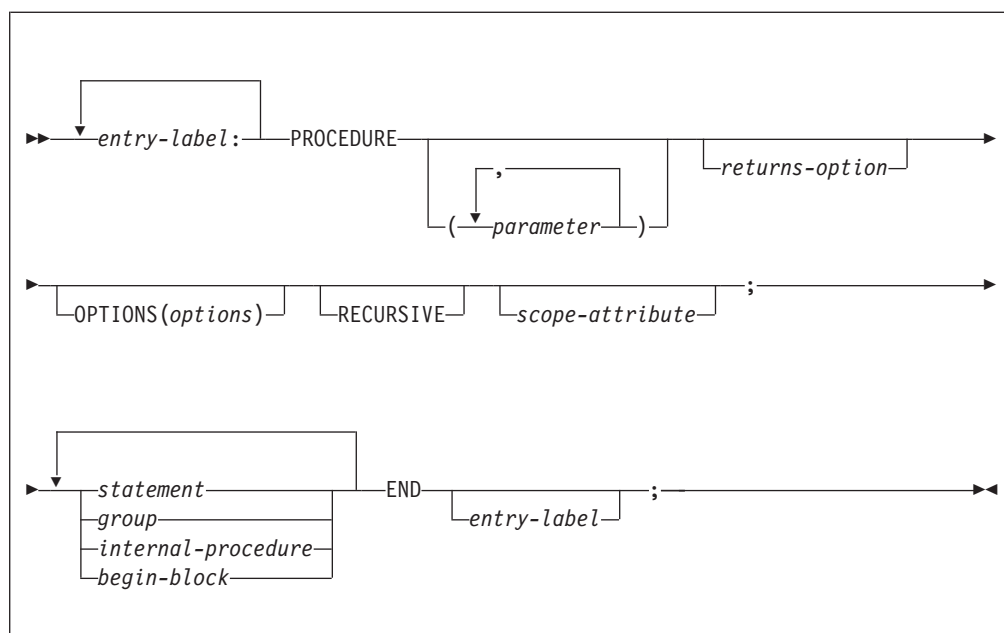 entry-label: PROCEDURE
,
( parameter )
returns-option
OPTIONS(options)
RECURSIVE
scope-attribute
;
statement
group
internal-procedure
begin-block
END
entry-label
;